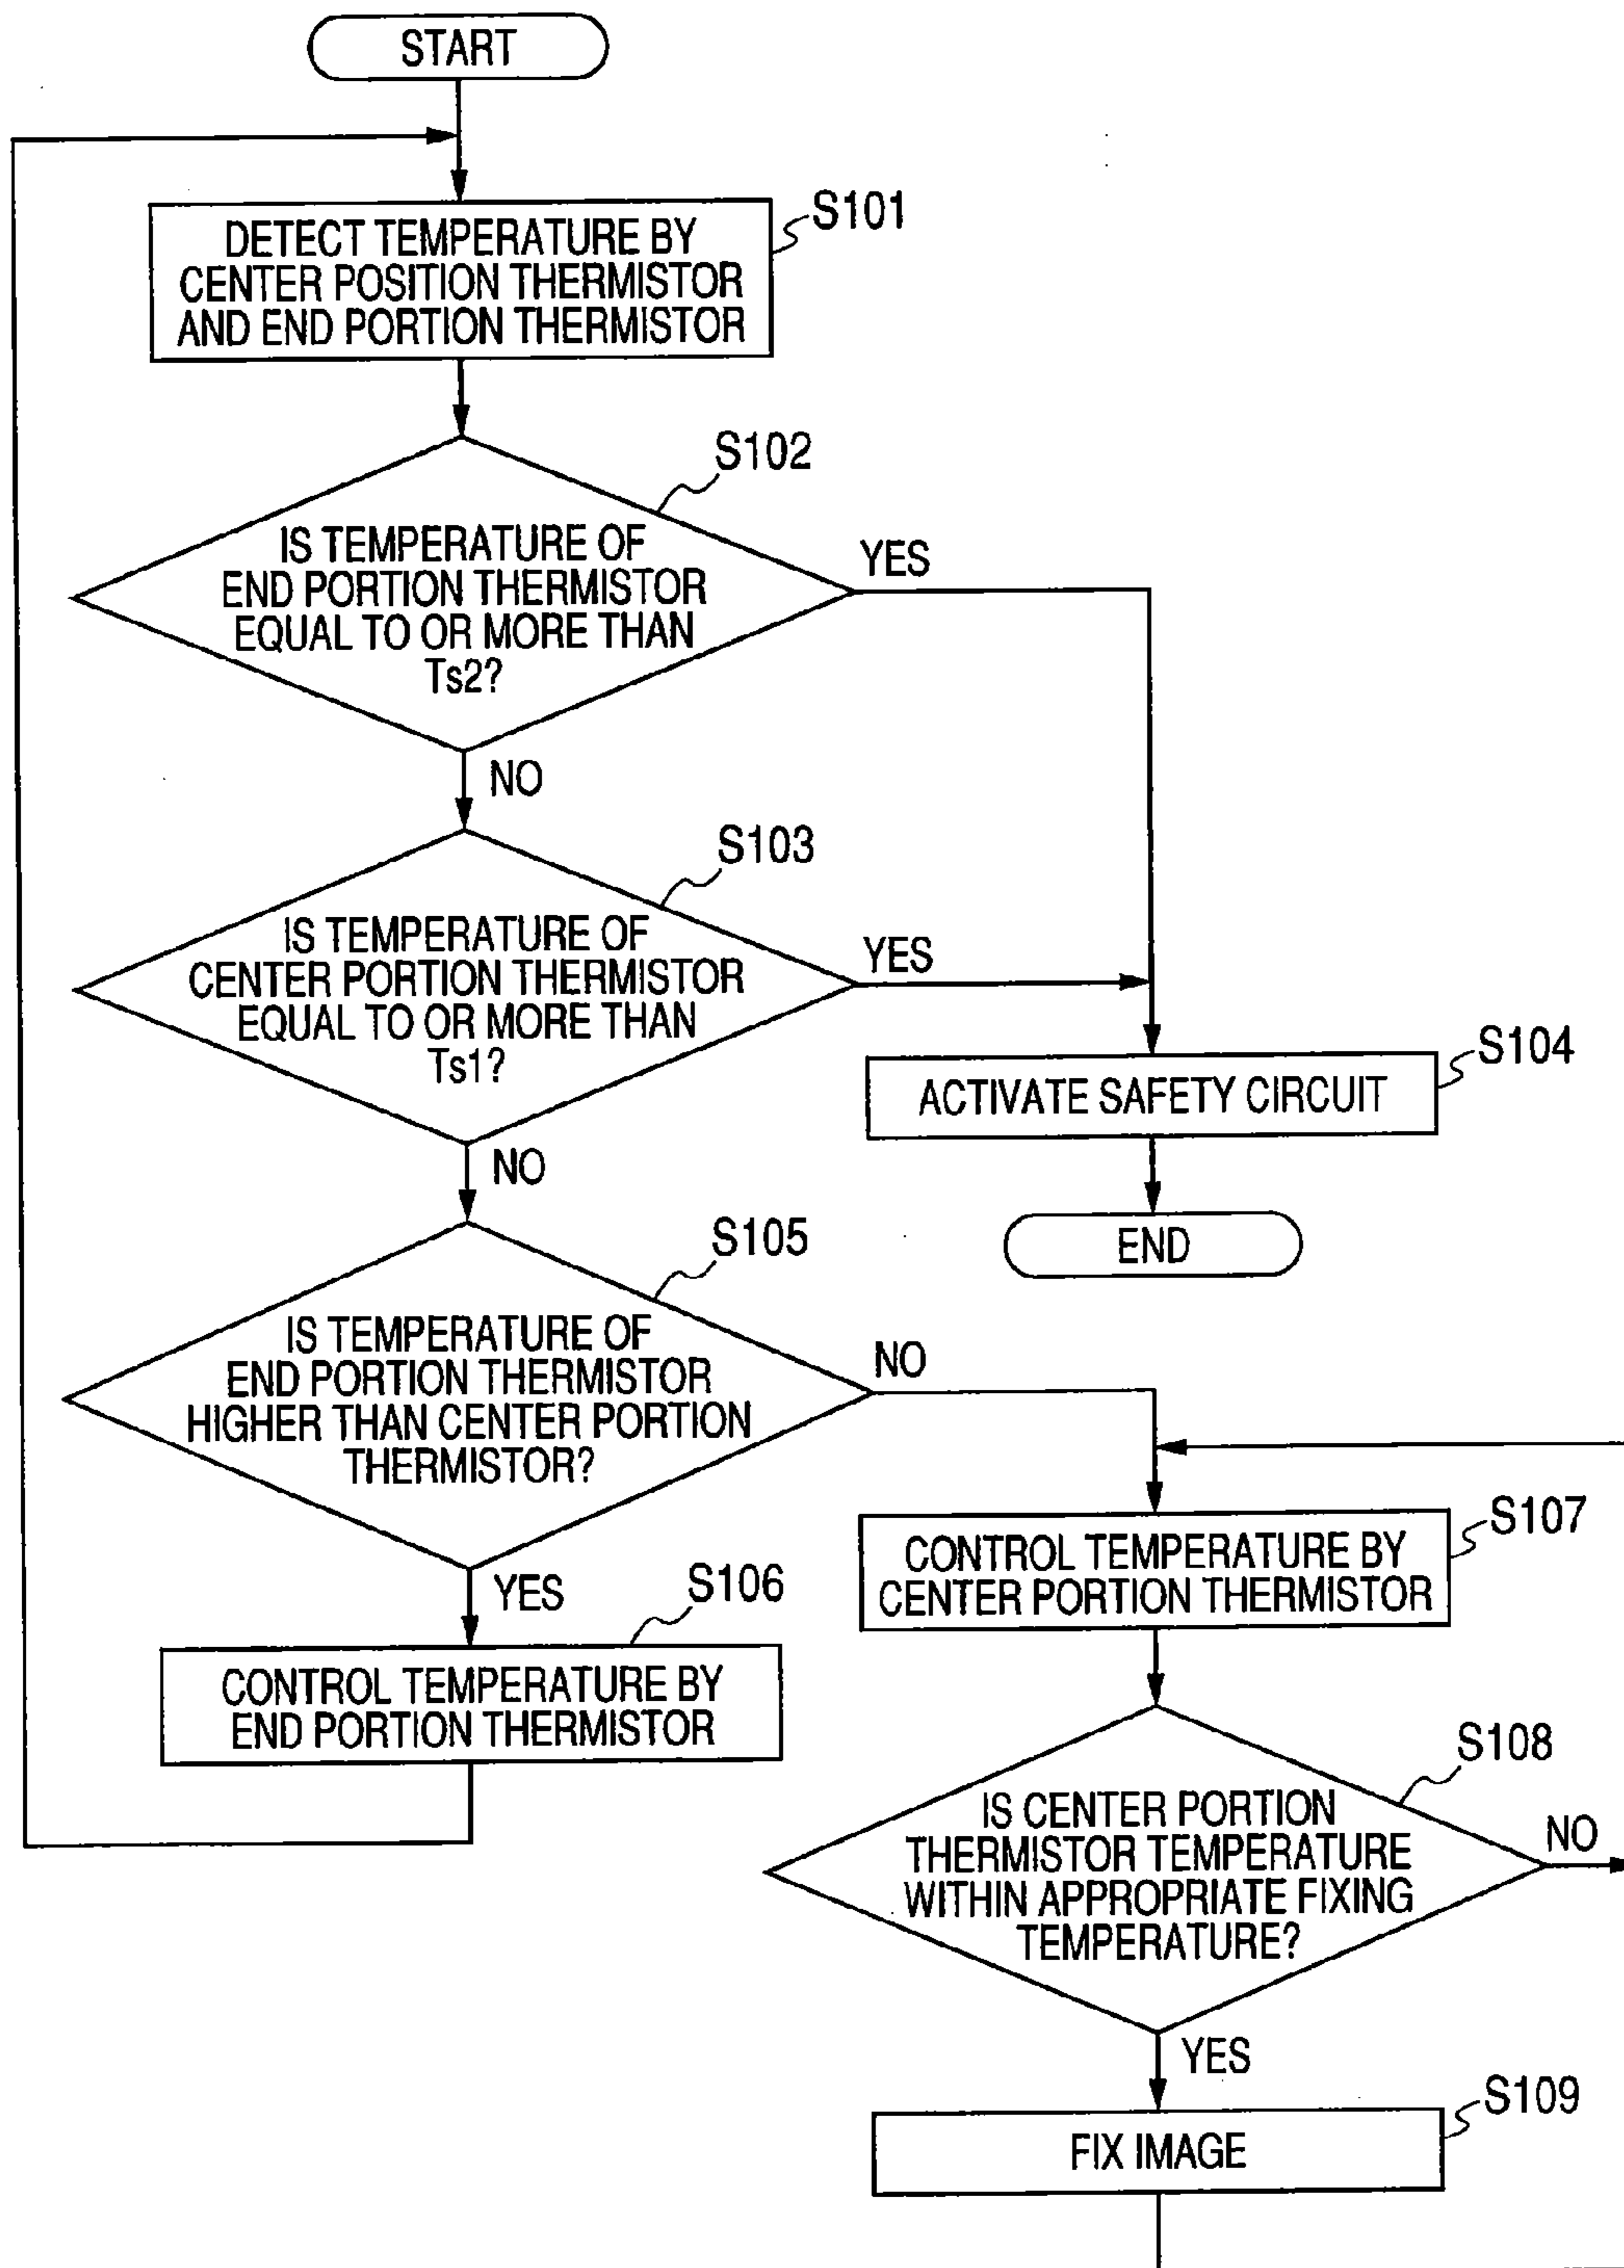 START
S101
DETECT TEMPERATURE BY
CENTER POSITION THERMISTOR
AND END PORTION THERMISTOR
S102
IS TEMPERATURE OF
END PORTION THERMISTOR
EQUAL TO OR MORE THAN
Ts2?
YES
NO
S103
IS TEMPERATURE OF
CENTER PORTION THERMISTOR
EQUAL TO OR MORE THAN
Ts1?
YES
NO
S104
ACTIVATE SAFETY CIRCUIT
END
S105
IS TEMPERATURE OF
END PORTION THERMISTOR
HIGHER THAN CENTER PORTION
THERMISTOR?
NO
YES
S106
CONTROL TEMPERATURE BY
END PORTION THERMISTOR
S107
CONTROL TEMPERATURE BY
CENTER PORTION THERMISTOR
S108
IS CENTER PORTION
THERMISTOR TEMPERATURE
WITHIN APPROPRIATE FIXING
TEMPERATURE?
NO
YES
S109
FIX IMAGE